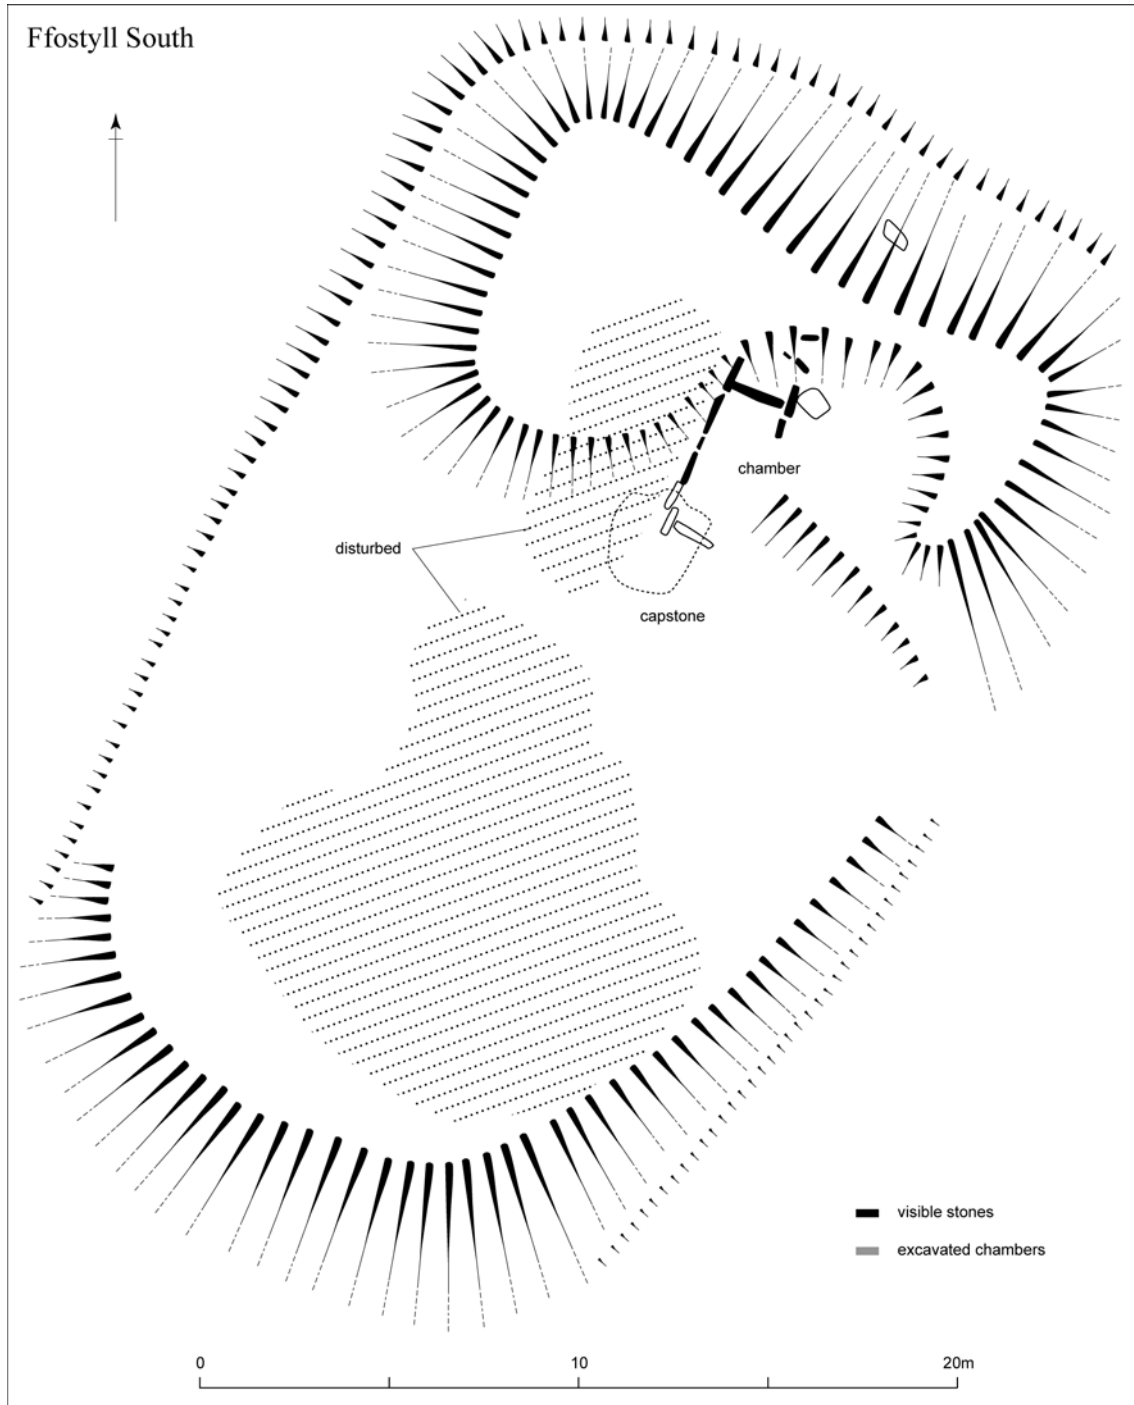 Ffostyll South
chamber
disturbed
capstone
visible stones
excavated chambers
0 10 20m